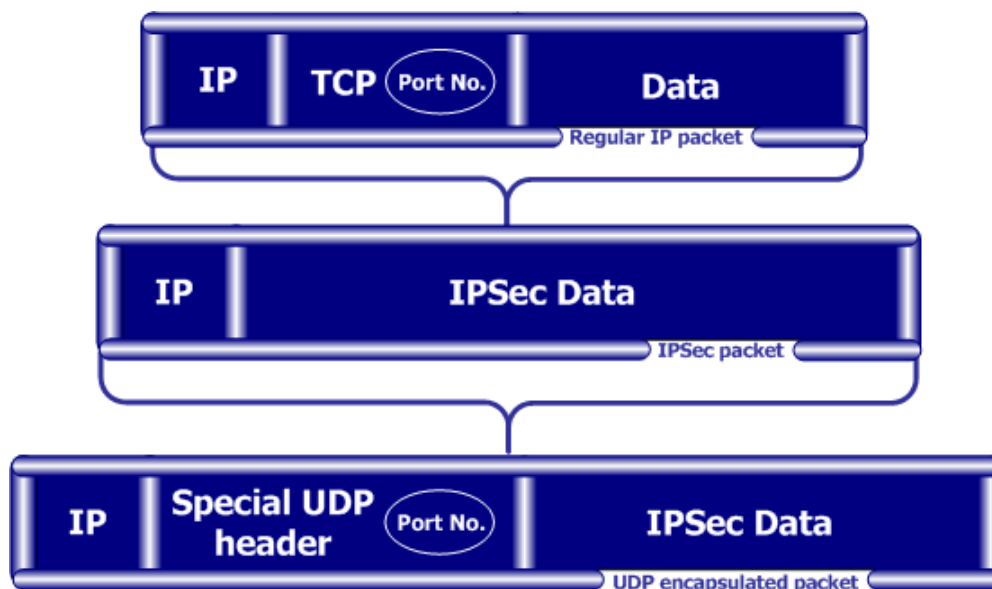 IP TCP Port No. Data
Regular IP packet
IP IPSec Data
IPSec packet
IP Special UDP header Port No. IPSec Data
UDP encapsulated packet